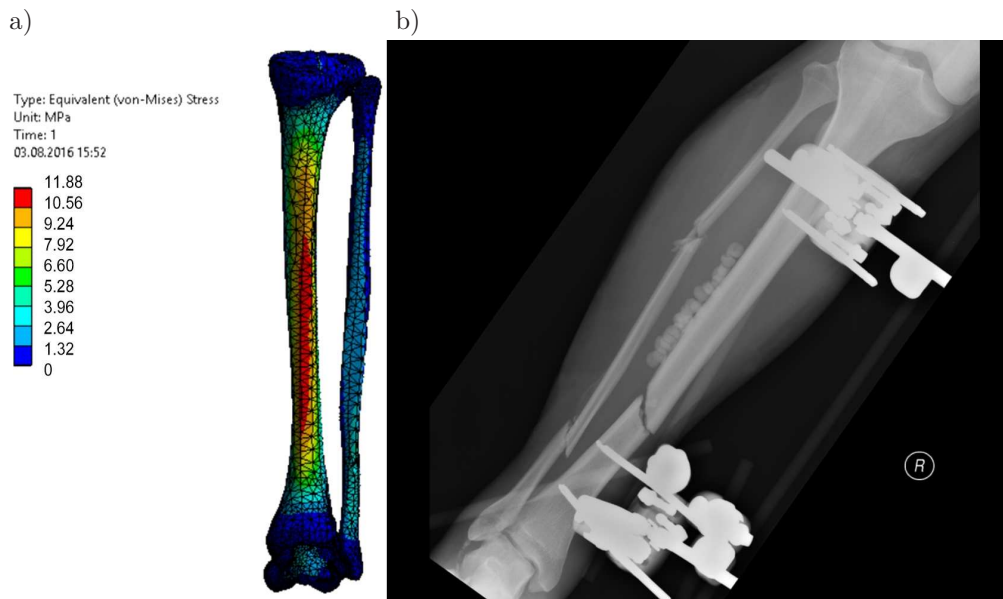 a)
b)
Type: Equivalent (von-Mises) Stress
Unit: MPa
Time: 1
03.08.2016 15:52
11.88
10.56
9.24
7.92
6.60
5.28
3.96
2.64
1.32
0
R